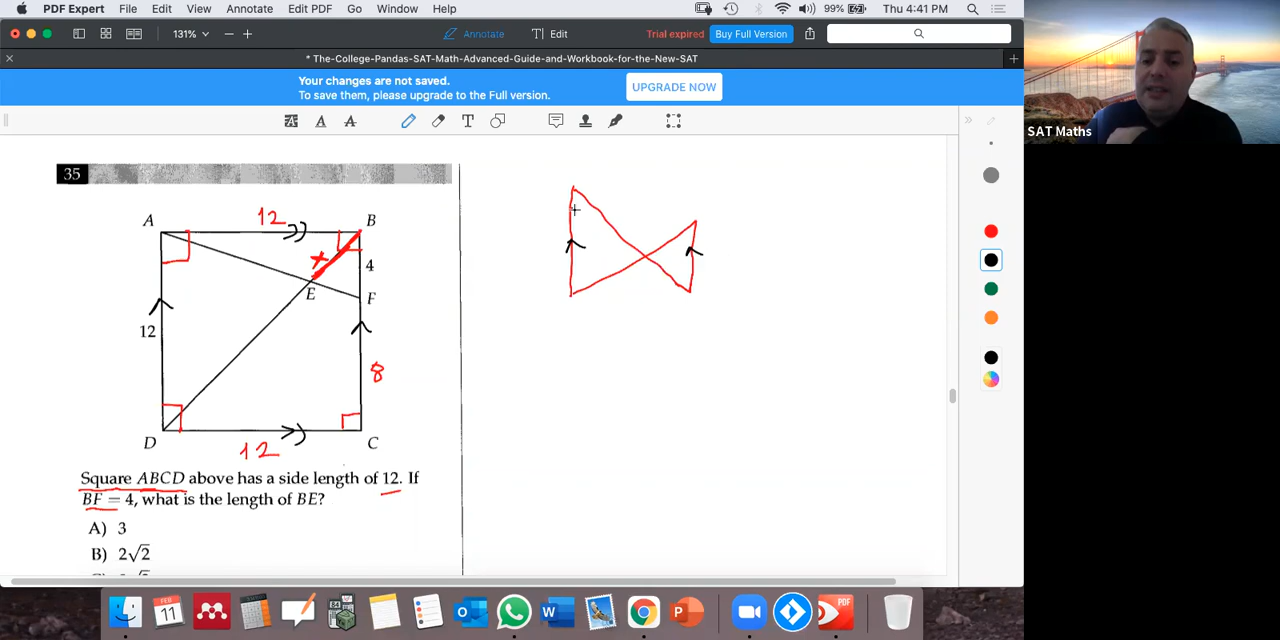 PDF Expert File Edit View Annotate Edit PDF Go Window Help 99% Thu 4:41 PM
131% Annotate Edit Trial expired Buy Full Version
* The-College-Pandas-SAT-Math-Advanced-Guide-and-Workbook-for-the-New-SAT
Your changes are not saved.
To save them, please upgrade to the Full version.
UPGRADE NOW
SAT Maths
35
A 12 B
x 4
E F
12
8
D 12 C
Square ABCD above has a side length of 12. If
BF = 4, what is the length of BE?
A) 3
B) 2√2
FEB
11
PDF